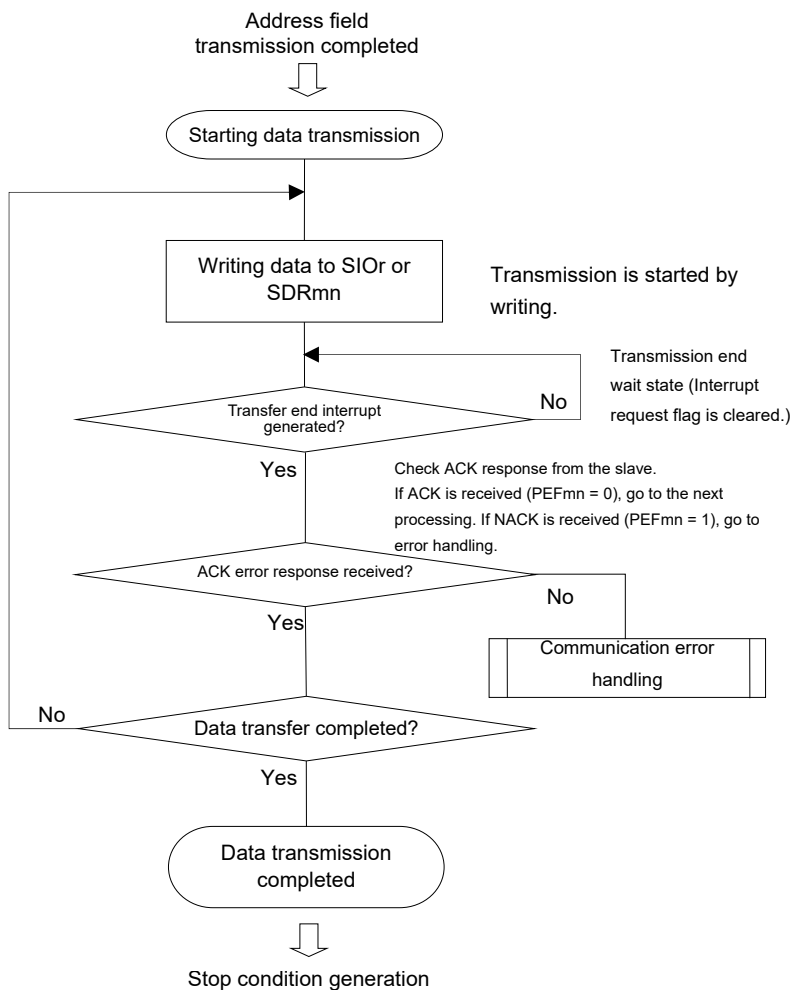 Address field
transmission completed
Starting data transmission
Writing data to SIOr or
SDRmn
Transmission is started by
writing.
Transmission end
wait state (Interrupt
request flag is cleared.)
Transfer end interrupt
generated?
No
Yes
Check ACK response from the slave.
If ACK is received (PEFmn = 0), go to the next
processing. If NACK is received (PEFmn = 1), go to
error handling.
ACK error response received?
No
Yes
Communication error
handling
No
Data transfer completed?
Yes
Data transmission
completed
Stop condition generation